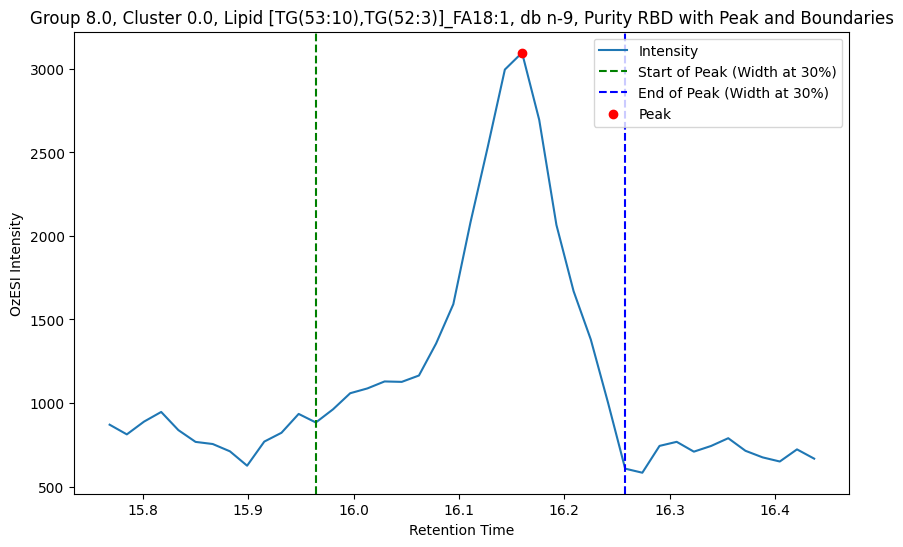 Group 8.0, Cluster 0.0, Lipid [TG(53:10),TG(52:3)]_FA18:1, db n-9, Purity RBD with Peak and Boundaries
Intensity
Start of Peak (Width at 30%)
End of Peak (Width at 30%)
Peak
OzESI Intensity
3000
2500
2000
1500
1000
500
15.8 15.9 16.0 16.1 16.2 16.3 16.4
Retention Time